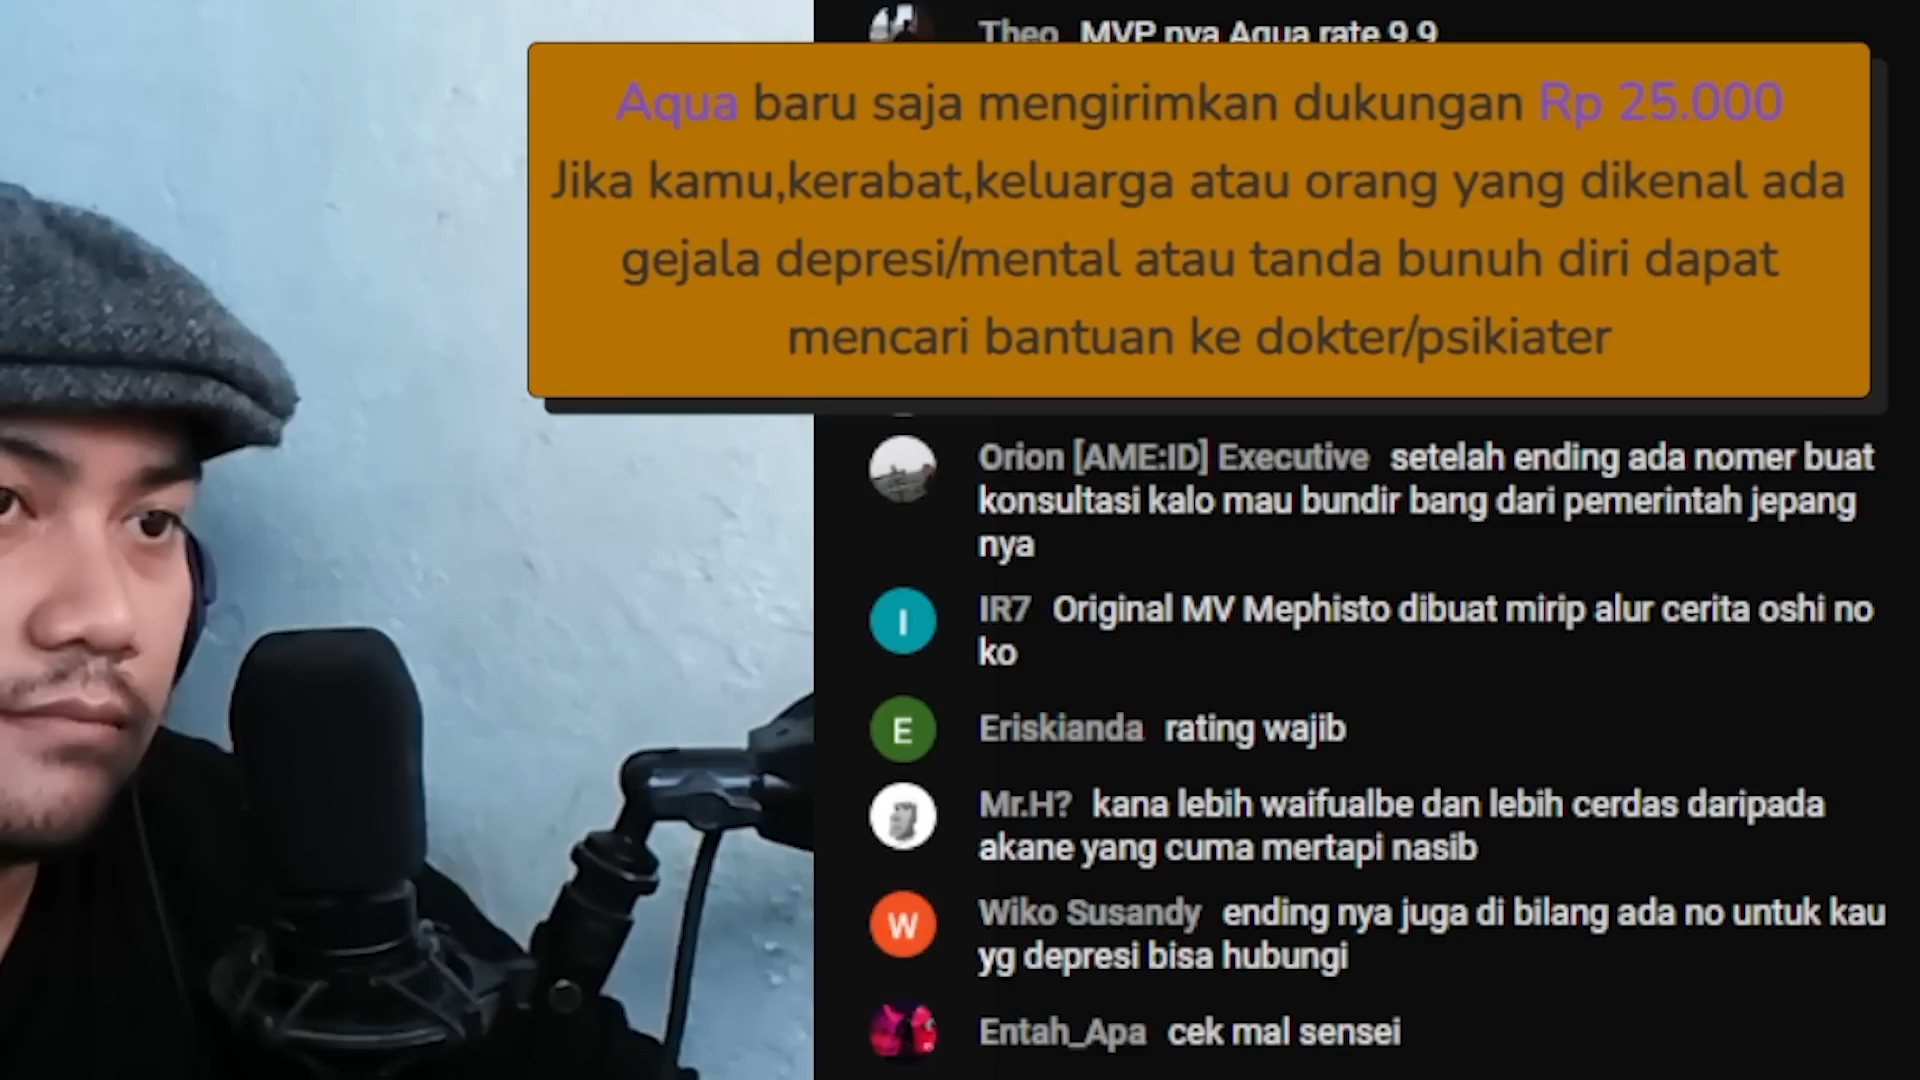 Theo MVP nya Aqua rate 9.9
Aqua baru saja mengirimkan dukungan Rp 25.000
Jika kamu,kerabat,keluarga atau orang yang dikenal ada
gejala depresi/mental atau tanda bunuh diri dapat
mencari bantuan ke dokter/psikiater
Orion [AME:ID] Executive setelah ending ada nomer buat
konsultasi kalo mau bundir bang dari pemerintah jepang
nya
I
IR7 Original MV Mephisto dibuat mirip alur cerita oshi no
ko
E
Eriskianda rating wajib
Mr.H? kana lebih waifualbe dan lebih cerdas daripada
akane yang cuma mertapi nasib
W
Wiko Susandy ending nya juga di bilang ada no untuk kau
yg depresi bisa hubungi
Entah_Apa cek mal sensei